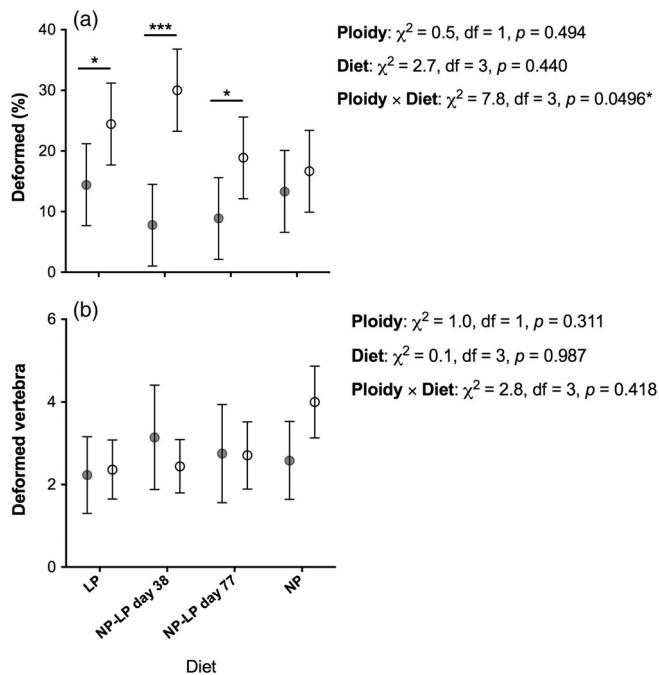 (a)
Deformed (%)
40
30
20
10
0
*
***
*
Ploidy: χ² = 0.5, df = 1, p = 0.494
Diet: χ² = 2.7, df = 3, p = 0.440
Ploidy × Diet: χ² = 7.8, df = 3, p = 0.0496*
(b)
Deformed vertebra
6
4
2
0
Ploidy: χ² = 1.0, df = 1, p = 0.311
Diet: χ² = 0.1, df = 3, p = 0.987
Ploidy × Diet: χ² = 2.8, df = 3, p = 0.418
LP
NP-LP day 38
NP-LP day 77
NP
Diet